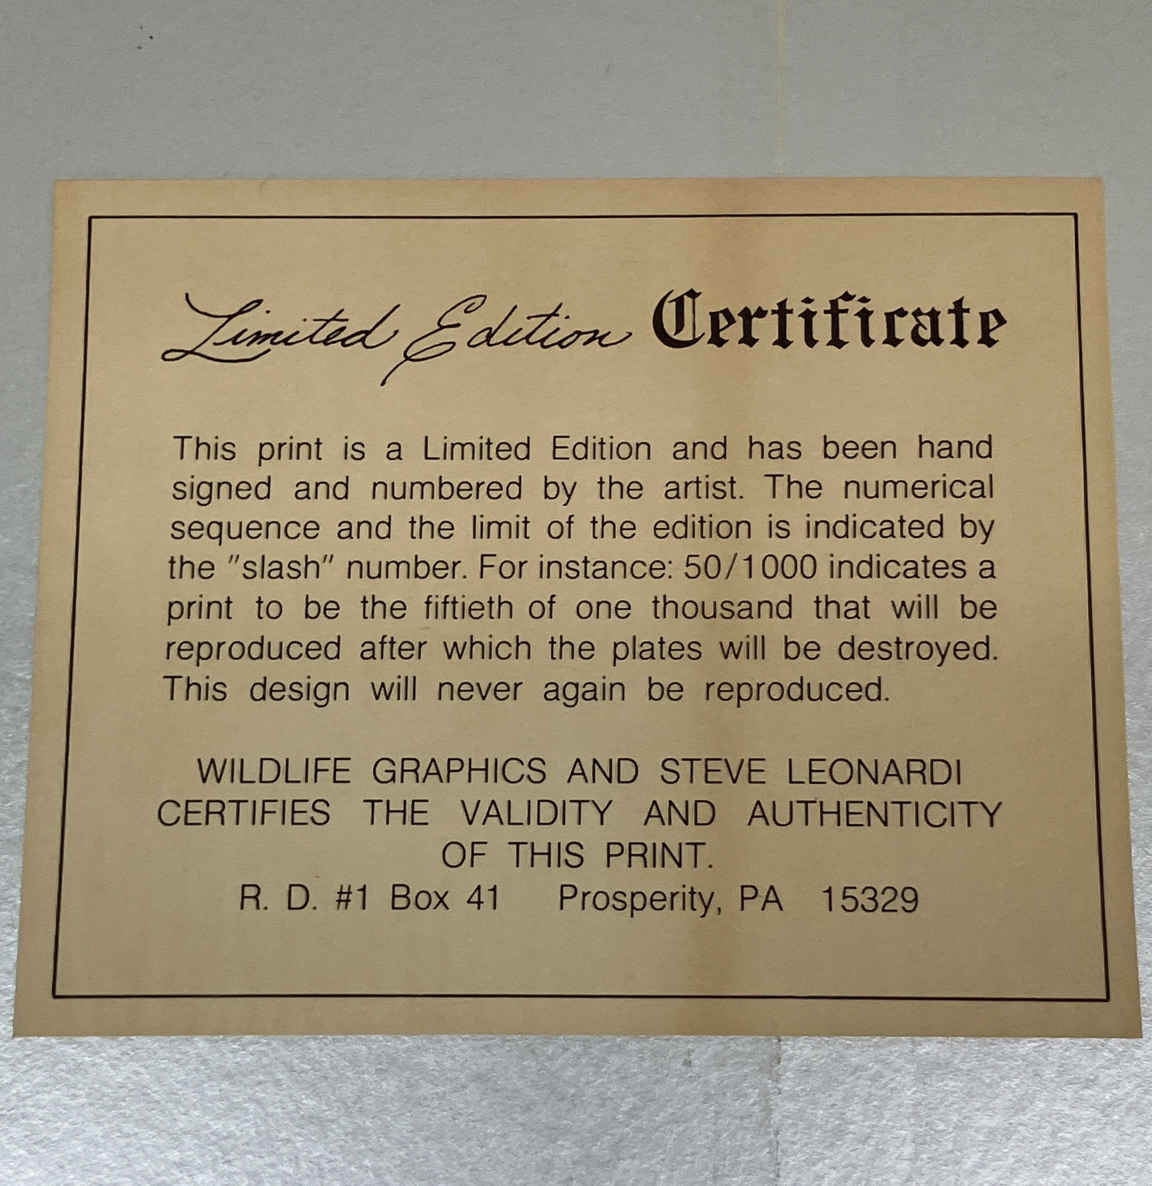 Limited Edition Certificate
This print is a Limited Edition and has been hand
signed and numbered by the artist. The numerical
sequence and the limit of the edition is indicated by
the "slash" number. For instance: 50/1000 indicates a
print to be the fiftieth of one thousand that will be
reproduced after which the plates will be destroyed.
This design will never again be reproduced.
WILDLIFE GRAPHICS AND STEVE LEONARDI
CERTIFIES THE VALIDITY AND AUTHENTICITY
OF THIS PRINT.
R. D. #1 Box 41 Prosperity, PA 15329